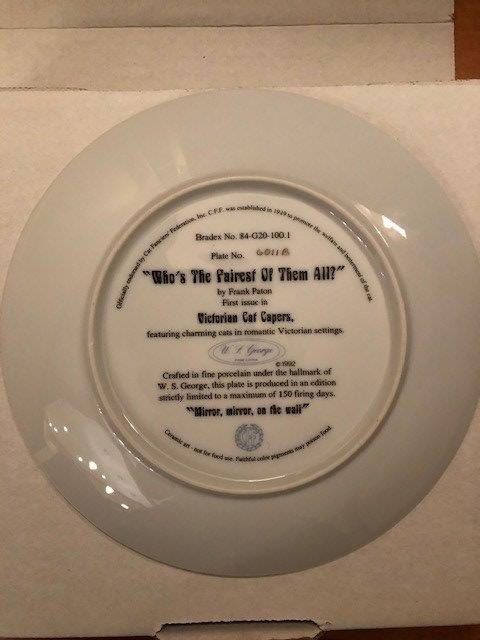 Officially endorsed by Cat Fanciers' Federation, Inc. C.F.F. was established in 1919 to promote the welfare and betterment of the cat.
Bradex No. 84-G20-100.1
Plate No. 6011B
"Who's The Fairest Of Them All?"
by Frank Paton
First issue in
Victorian Cat Capers,
featuring charming cats in romantic Victorian settings.
W. S. George
FINE CHINA
©1992
Crafted in fine porcelain under the hallmark of
W. S. George, this plate is produced in an edition
strictly limited to a maximum of 150 firing days.
"Mirror, mirror, on the wall"
Ceramic art - not for food use. Faithful color pigments may poison food.